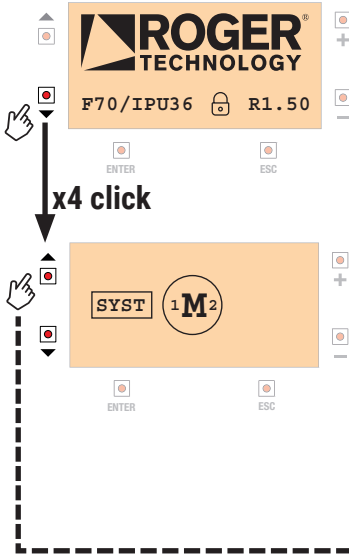 ROGER®
TECHNOLOGY
+
F70/IPU36 R1.50
−
ENTER ESC
x4 click
SYST 1M2
+
−
ENTER ESC